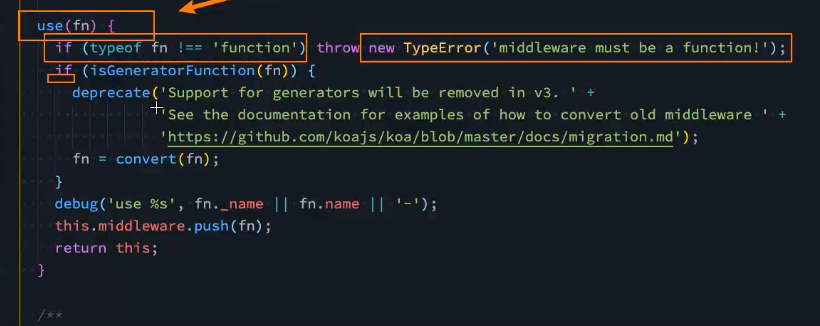 use(fn) {
if (typeof fn !== 'function') throw new TypeError('middleware must be a function!');
if (isGeneratorFunction(fn)) {
deprecate('Support for generators will be removed in v3. ' +
'See the documentation for examples of how to convert old middleware ' +
'https://github.com/koajs/koa/blob/master/docs/migration.md');
fn = convert(fn);
}
debug('use %s', fn._name || fn.name || '-');
this.middleware.push(fn);
return this;
}
/**